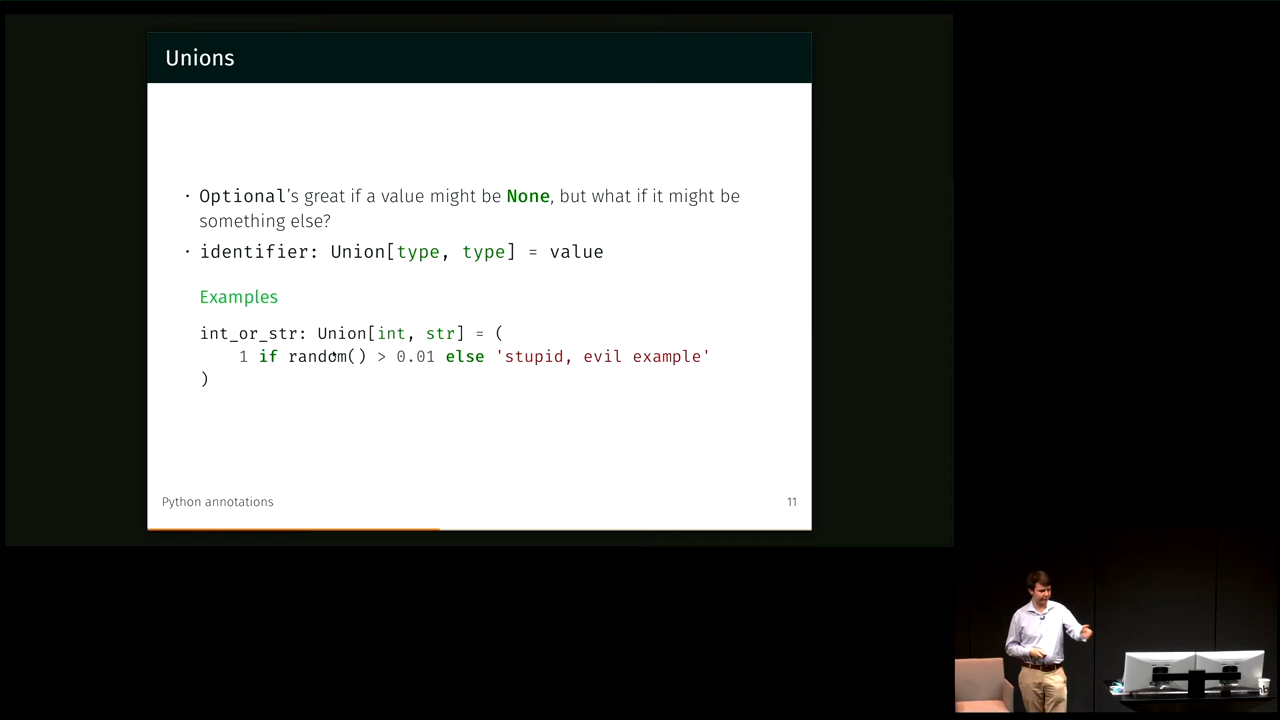 Unions
· Optional's great if a value might be None, but what if it might be
something else?
· identifier: Union[type, type] = value
Examples
int_or_str: Union[int, str] = (
    1 if random() > 0.01 else 'stupid, evil example'
)
Python annotations
11